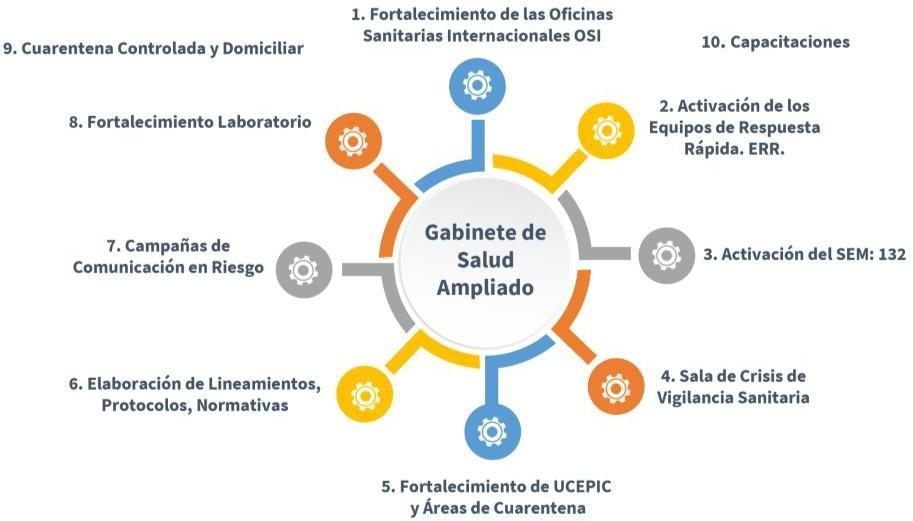 1. Fortalecimiento de las Oficinas
Sanitarias Internacionales OSI
9. Cuarentena Controlada y Domiciliar
10. Capacitaciones
2. Activación de los
Equipos de Respuesta
Rápida. ERR.
8. Fortalecimiento Laboratorio
Gabinete de
Salud
Ampliado
7. Campañas de
Comunicación en Riesgo
3. Activación del SEM: 132
6. Elaboración de Lineamientos,
Protocolos, Normativas
4. Sala de Crisis de
Vigilancia Sanitaria
5. Fortalecimiento de UCEPIC
y Áreas de Cuarentena